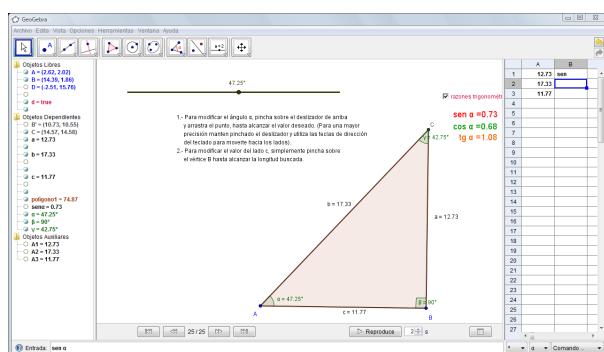 GeoGebra
Archivo Edita Vista Opciones Herramientas Ventana Ayuda
Objetos Libres
A = (2.62, 2.02)
B = (14.39, 1.86)
D = (-2.51, 15.76)
d = true
Objetos Dependientes
B' = (10.73, 10.55)
C = (14.57, 14.58)
a = 12.73
b = 17.33
c = 11.77
polígono1 = 74.87
senα = 0.73
α = 47.25°
β = 90°
γ = 42.75°
Objetos Auxiliares
A1 = 12.73
A2 = 17.33
A3 = 11.77
47.25°
1.- Para modificar el ángulo α, pincha sobre el deslizador de arriba
y arrastra el punto, hasta alcanzar el valor deseado. (Para una mayor
precisión manten pinchado el deslizador y utiliza las teclas de dirección
del teclado para moverte hacia los lados).
2.- Para modificar el valor del lado c, simplemente pincha sobre
el vértice B hasta alcanzar la longitud buscada.
razones trigonométri
sen α =0.73
cos α =0.68
tg α =1.08
C
γ = 42.75°
b = 17.33
a = 12.73
α = 47.25°
β = 90°
A
c = 11.77
B
25 / 25
Reproduce
2
s
A B
1 12.73 sen
2 17.33
3 11.77
4
5
6
7
8
9
10
11
12
13
14
15
16
17
18
19
20
21
22
23
24
25
26
27
Entrada: sen α
α
Comando ...